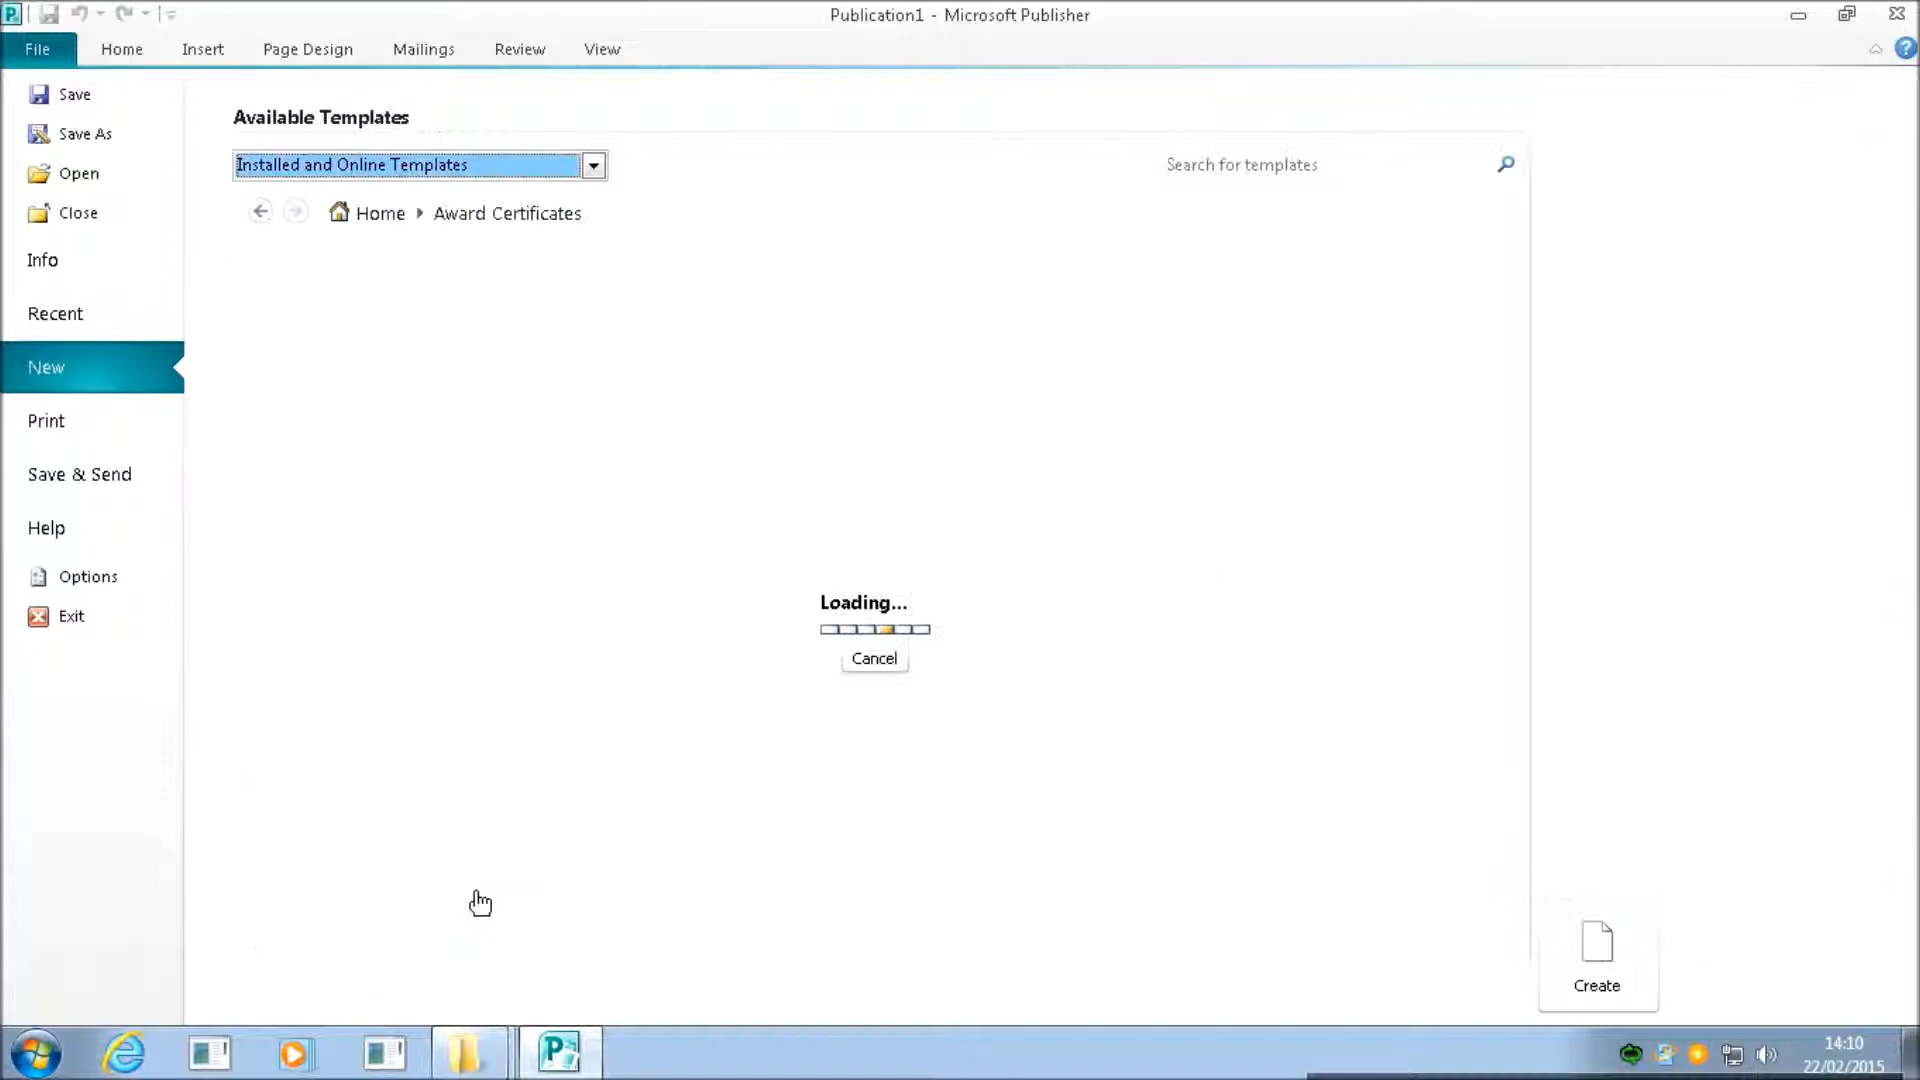 Publication1 - Microsoft Publisher
File Home Insert Page Design Mailings Review View
Save
Save As
Open
Close
Info
Recent
New
Print
Save & Send
Help
Options
Exit
Available Templates
Installed and Online Templates
Search for templates
Home Award Certificates
Loading...
Cancel
Create
14:10
22/02/2015